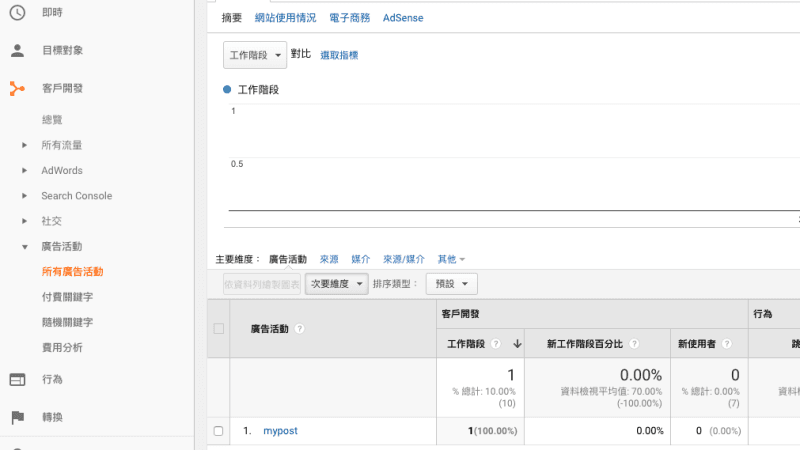 即時
目標對象
客戶開發
總覽
所有流量
AdWords
Search Console
社交
廣告活動
所有廣告活動
付費關鍵字
隨機關鍵字
費用分析
行為
轉換
摘要 網站使用情況 電子商務 AdSense
工作階段 對比 選取指標
工作階段
1
0.5
主要維度： 廣告活動 來源 媒介 來源/媒介 其他
依資料列繪製圖表 次要維度 排序類型： 預設
廣告活動 ? 客戶開發 行為
工作階段 ? ↓ 新工作階段百分比 ? 新使用者 ? 跳
1 0.00% 0
% 總計: 10.00% 資料檢視平均值: 70.00% % 總計: 0.00% 資料
(10) (-100.00%) (7)
1. mypost 1(100.00%) 0.00% 0 (0.00%)